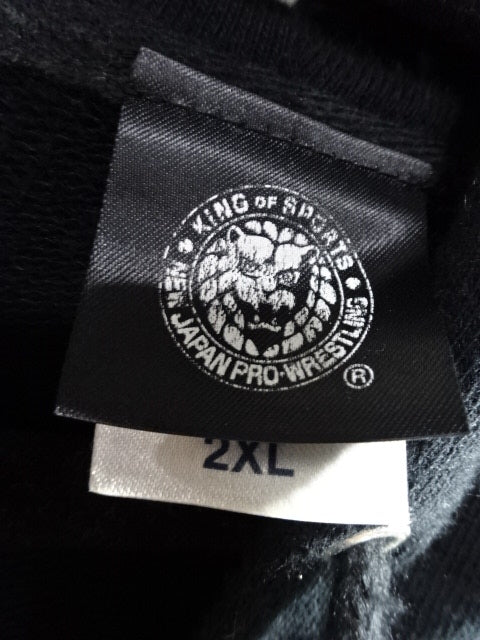 KING OF SPORTS
NEW JAPAN PRO-WRESTLING
®
2XL